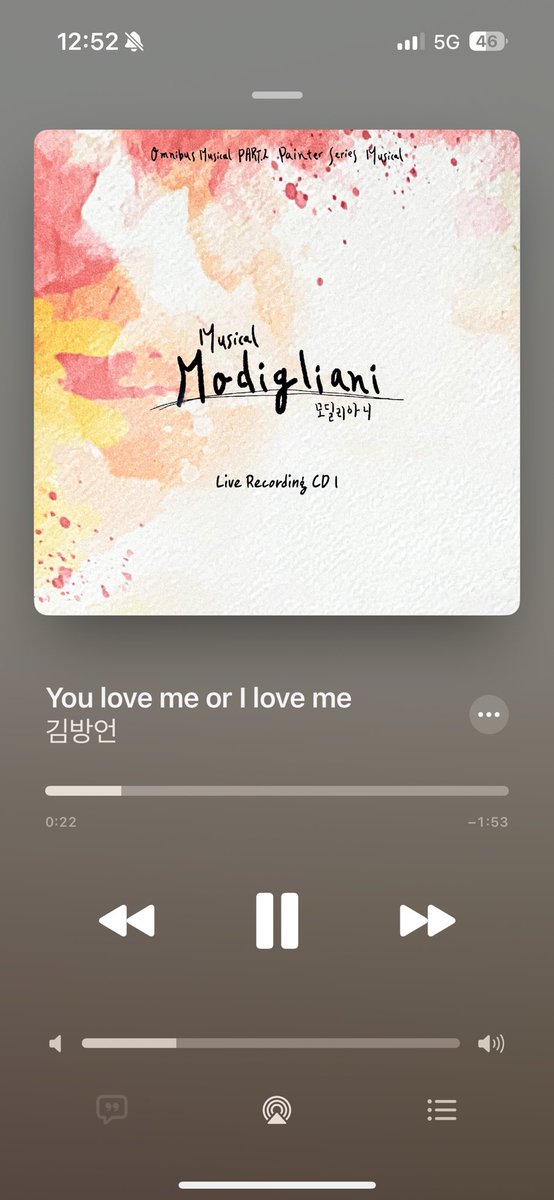 12:52
5G
46
Omnibus Musical PART.2 Painter Series Musical
Musical
Modigliani
모딜리아니
Live Recording CD 1
You love me or I love me
김방언
0:22
−1:53